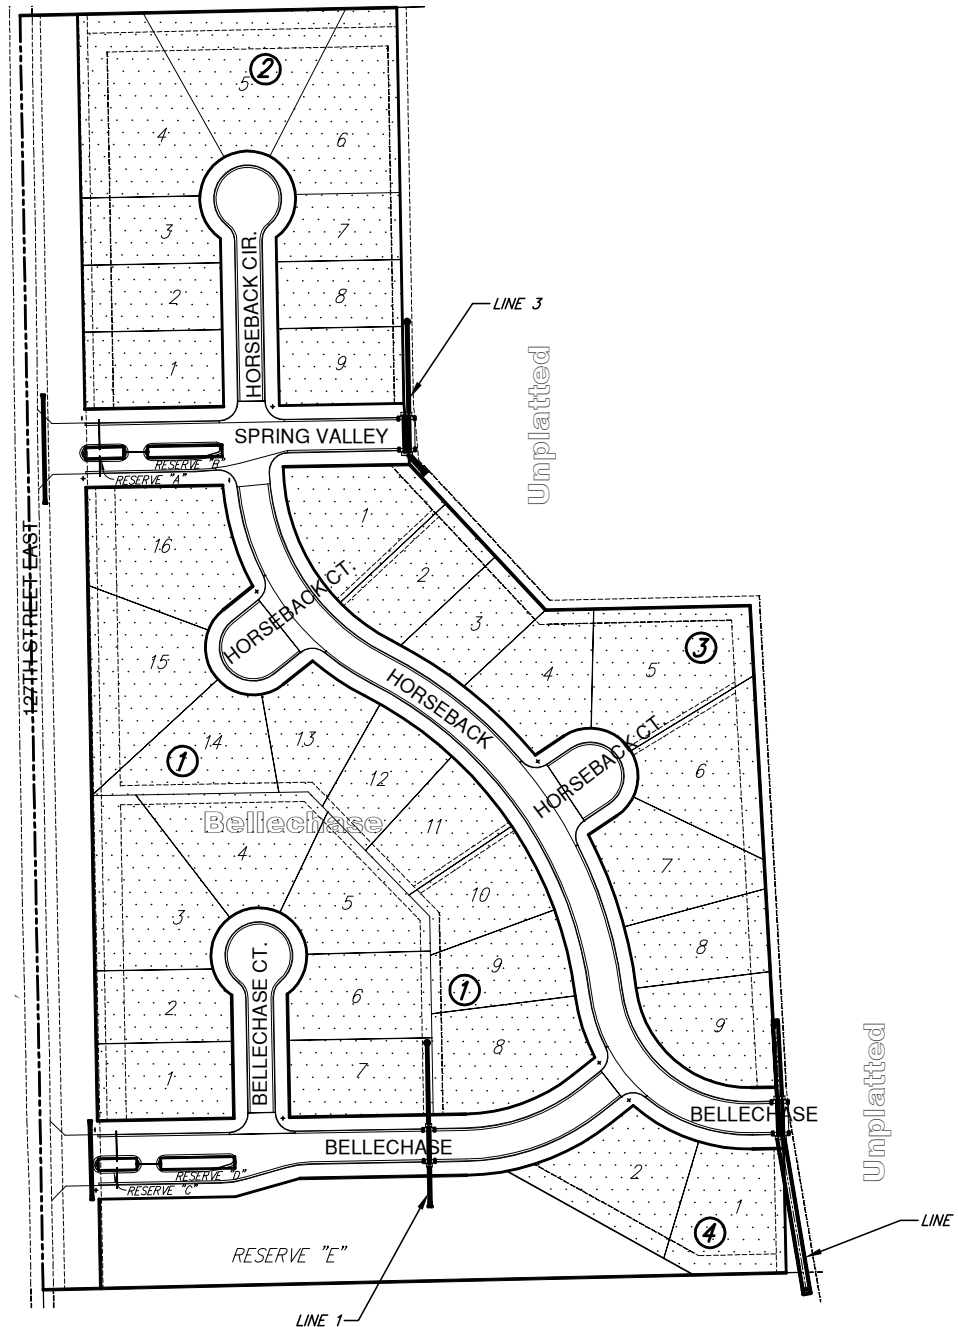 2
5
4
6
3
7
HORSEBACK CIR.
2
8
LINE 3
1
9
Unplatted
SPRING VALLEY
RESERVE "B"
RESERVE "A"
127TH STREET EAST
1
16
2
HORSEBACK CT.
3
3
15
4
5
HORSEBACK
14
13
1
HORSEBACK CT.
6
12
Bellechase
11
4
7
10
5
3
8
9
1
BELLECHASE CT.
6
2
9
8
7
1
Unplatted
BELLECHASE
BELLECHASE
RESERVE "D"
RESERVE "C"
2
1
4
LINE
RESERVE "E"
LINE 1